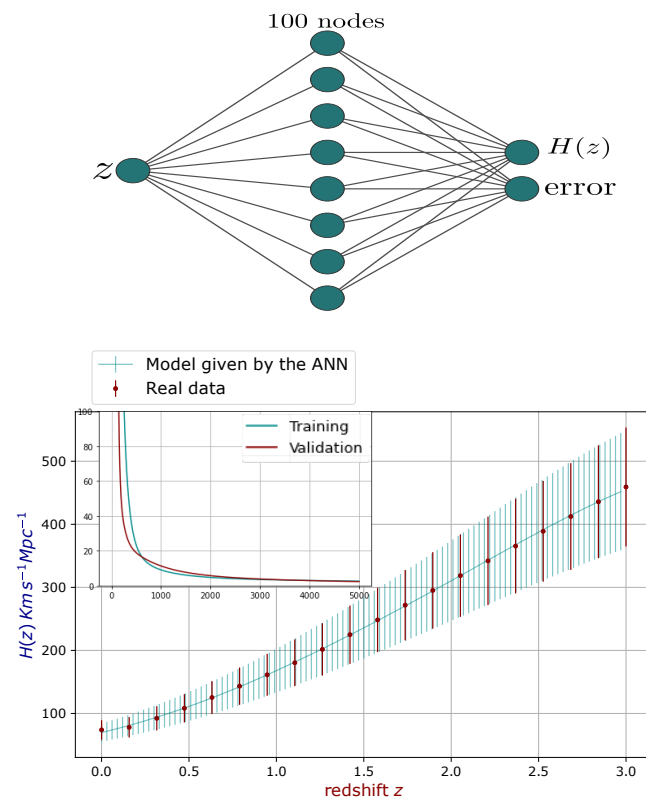 100 nodes
z
H(z)
error
Model given by the ANN
Real data
Training
Validation
100
80
60
40
20
0
0 1000 2000 3000 4000 5000
500
400
300
200
100
H(z) Km s⁻¹Mpc⁻¹
0.0 0.5 1.0 1.5 2.0 2.5 3.0
redshift z